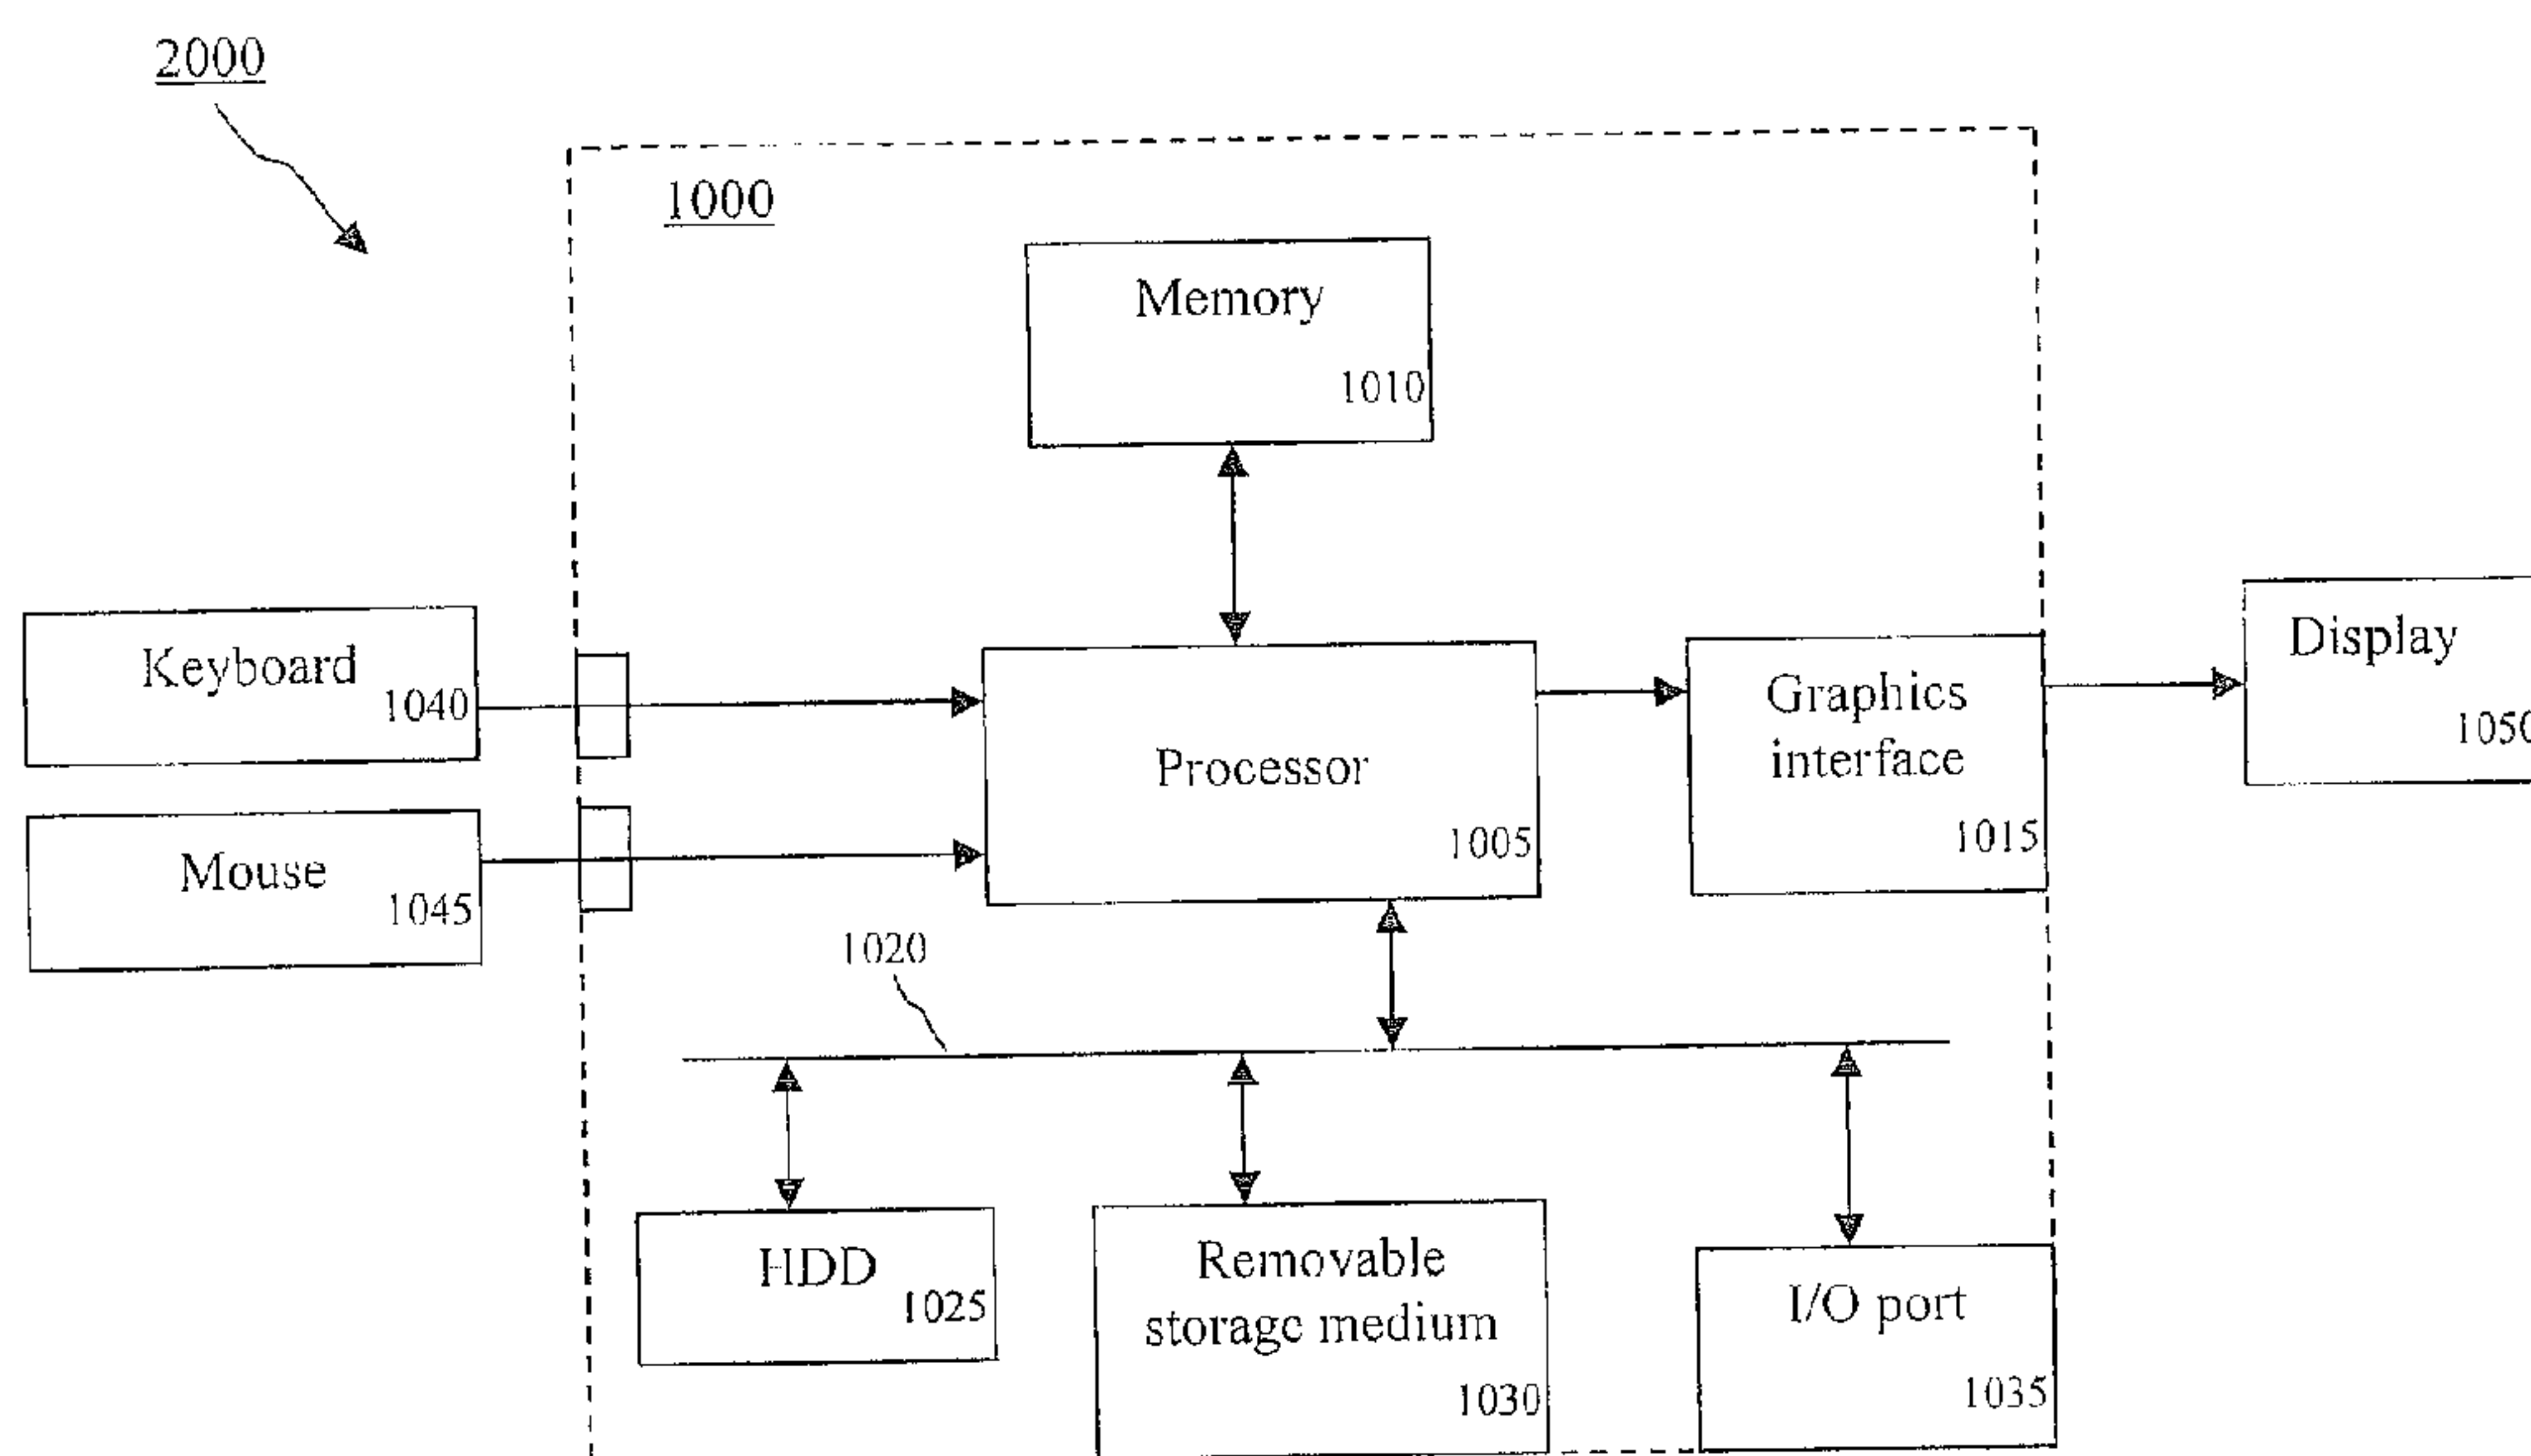 2000
1000
Memory
1010
Keyboard
1040
Processor
1005
Graphics
interface
1015
Display
1050
Mouse
1045
1020
HDD
1025
Removable
storage medium
1030
I/O port
1035